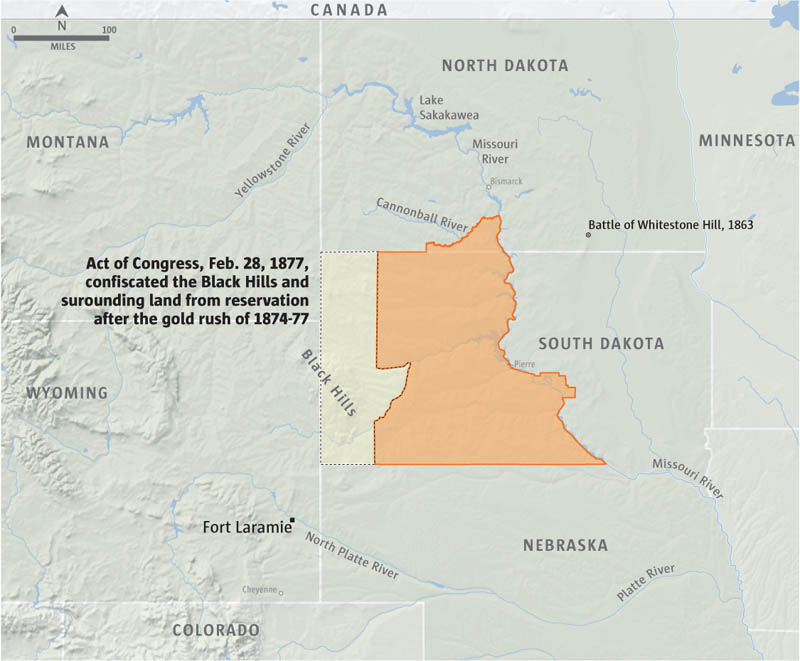 CANADA
N
0 100
MILES
NORTH DAKOTA
Lake
Sakakawea
MONTANA
MINNESOTA
Missouri
River
Yellowstone River
Bismarck
Cannonball River
Battle of Whitestone Hill, 1863
Act of Congress, Feb. 28, 1877,
confiscated the Black Hills and
surounding land from reservation
after the gold rush of 1874-77
SOUTH DAKOTA
Black Hills
Pierre
WYOMING
Missouri River
Fort Laramie
North Platte River
NEBRASKA
Platte River
Cheyenne
COLORADO